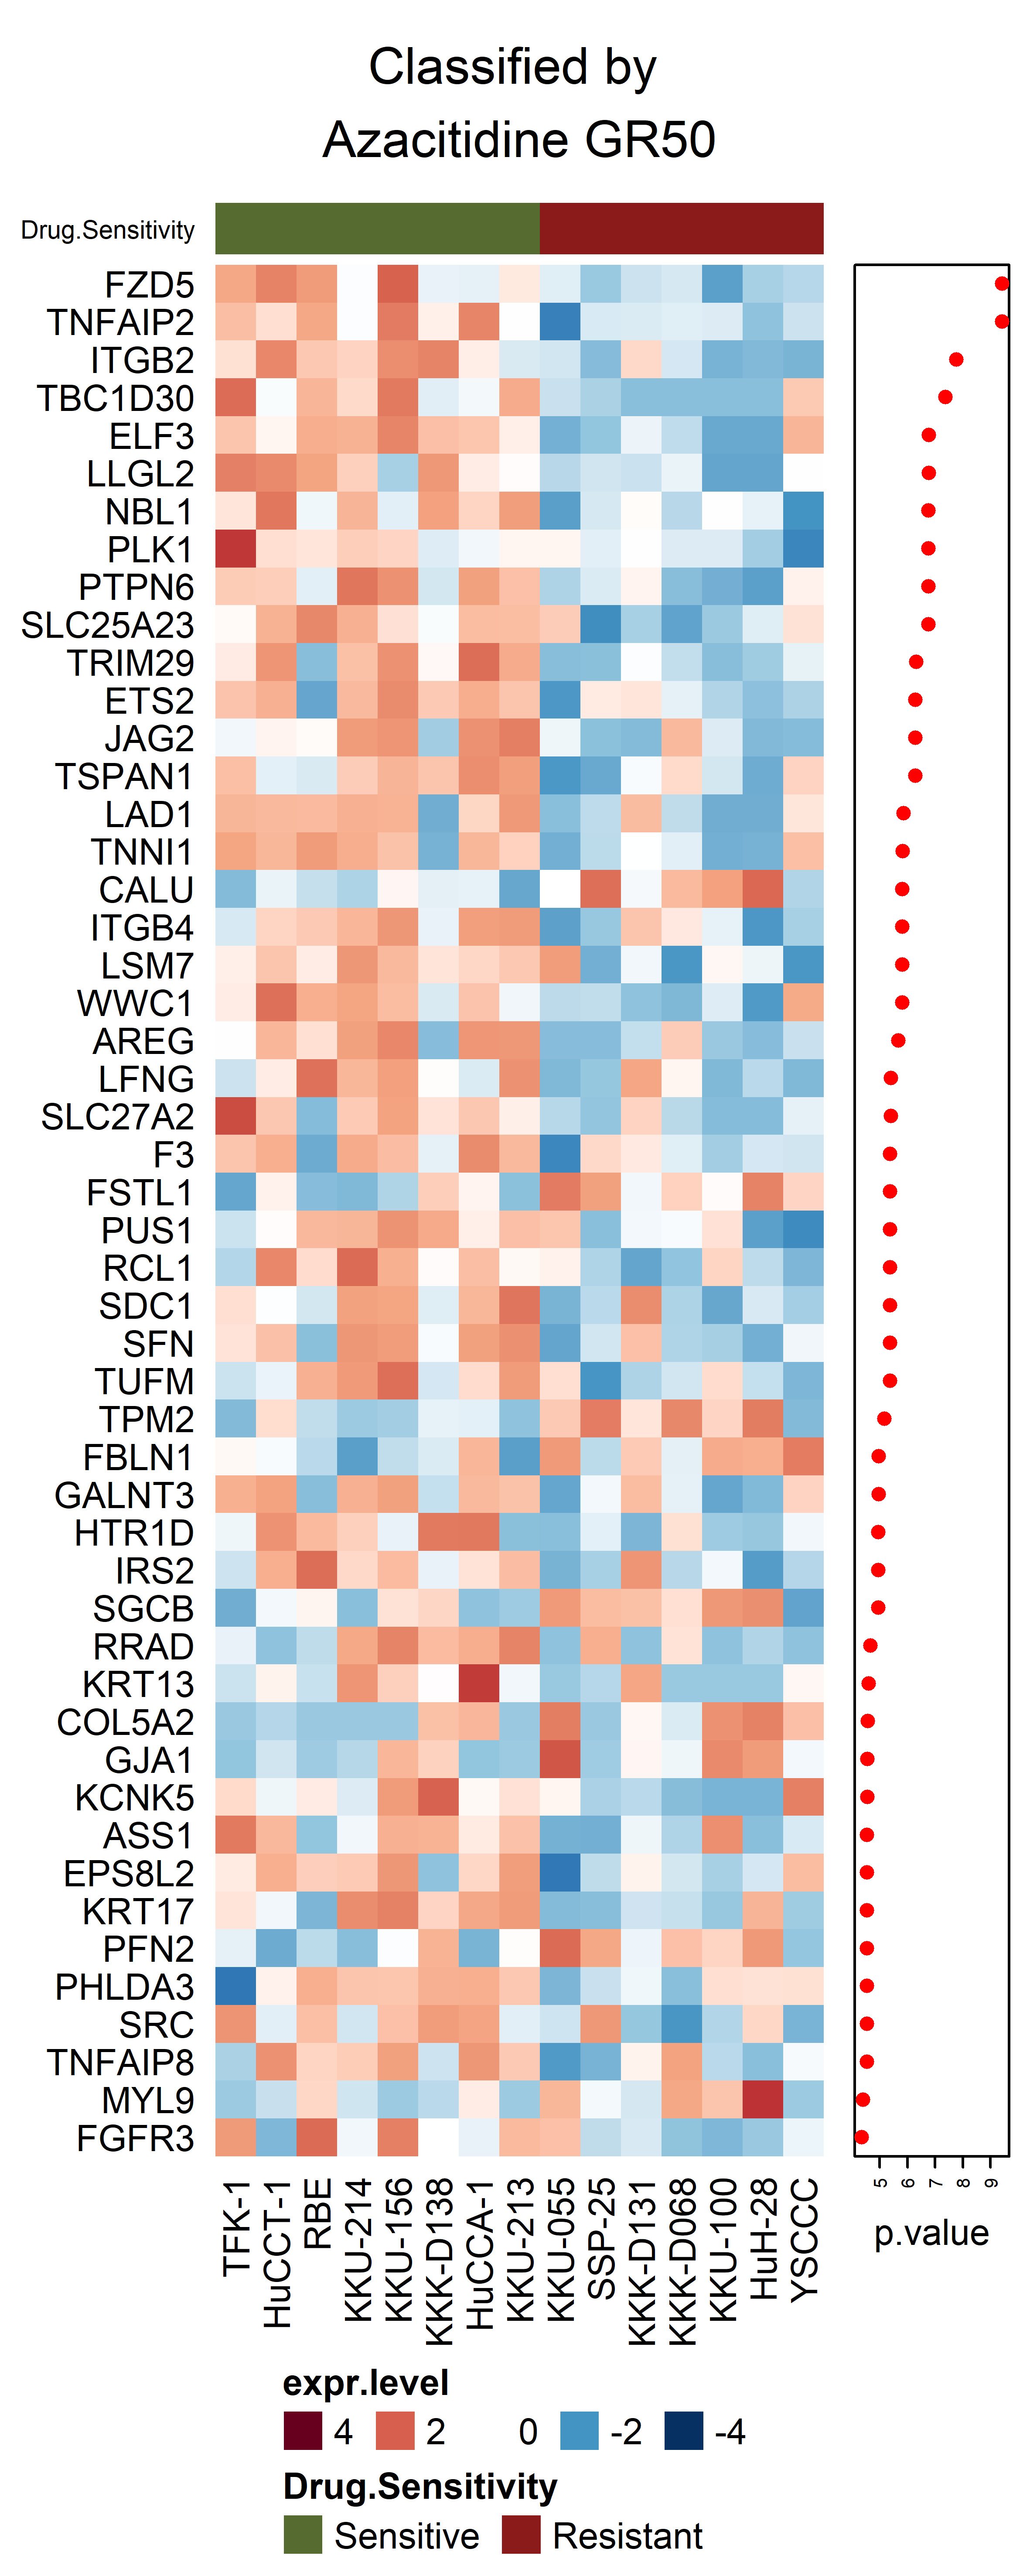 Classified by
Azacitidine GR50
Drug.Sensitivity
FZD5
TNFAIP2
ITGB2
TBC1D30
ELF3
LLGL2
NBL1
PLK1
PTPN6
SLC25A23
TRIM29
ETS2
JAG2
TSPAN1
LAD1
TNNI1
CALU
ITGB4
LSM7
WWC1
AREG
LFNG
SLC27A2
F3
FSTL1
PUS1
RCL1
SDC1
SFN
TUFM
TPM2
FBLN1
GALNT3
HTR1D
IRS2
SGCB
RRAD
KRT13
COL5A2
GJA1
KCNK5
ASS1
EPS8L2
KRT17
PFN2
PHLDA3
SRC
TNFAIP8
MYL9
FGFR3
TFK-1
HuCCT-1
RBE
KKU-214
KKU-156
KKK-D138
HuCCA-1
KKU-213
KKU-055
SSP-25
KKK-D131
KKK-D068
KKU-100
HuH-28
YSCCC
5 6 7 8 9
p.value
expr.level
4 2 0 -2 -4
Drug.Sensitivity
Sensitive Resistant